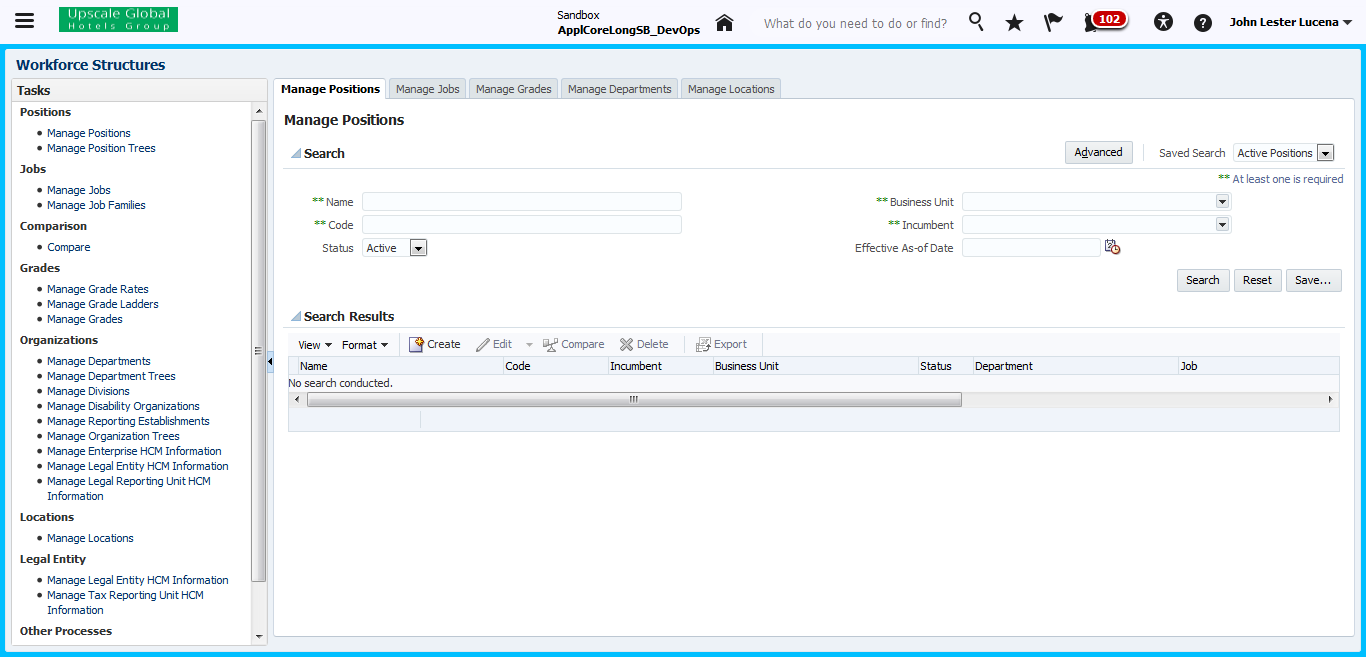 Upscale Global
Hotels Group
Sandbox
ApplCoreLongSB_DevOps
What do you need to do or find?
102
John Lester Lucena
Workforce Structures
Tasks
Positions
Manage Positions
Manage Position Trees
Jobs
Manage Jobs
Manage Job Families
Comparison
Compare
Grades
Manage Grade Rates
Manage Grade Ladders
Manage Grades
Organizations
Manage Departments
Manage Department Trees
Manage Divisions
Manage Disability Organizations
Manage Reporting Establishments
Manage Organization Trees
Manage Enterprise HCM Information
Manage Legal Entity HCM Information
Manage Legal Reporting Unit HCM
Information
Locations
Manage Locations
Legal Entity
Manage Legal Entity HCM Information
Manage Tax Reporting Unit HCM
Information
Other Processes
Manage Positions Manage Jobs Manage Grades Manage Departments Manage Locations
Manage Positions
Search
Advanced Saved Search Active Positions
** At least one is required
** Name
** Business Unit
** Code
** Incumbent
Status Active
Effective As-of Date
Search Reset Save...
Search Results
View Format Create Edit Compare Delete Export
Name Code Incumbent Business Unit Status Department Job
No search conducted.